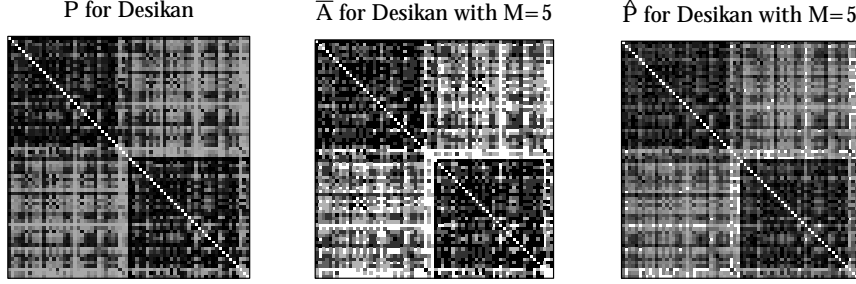 P for Desikan
A̅ for Desikan with M=5
P̂ for Desikan with M=5